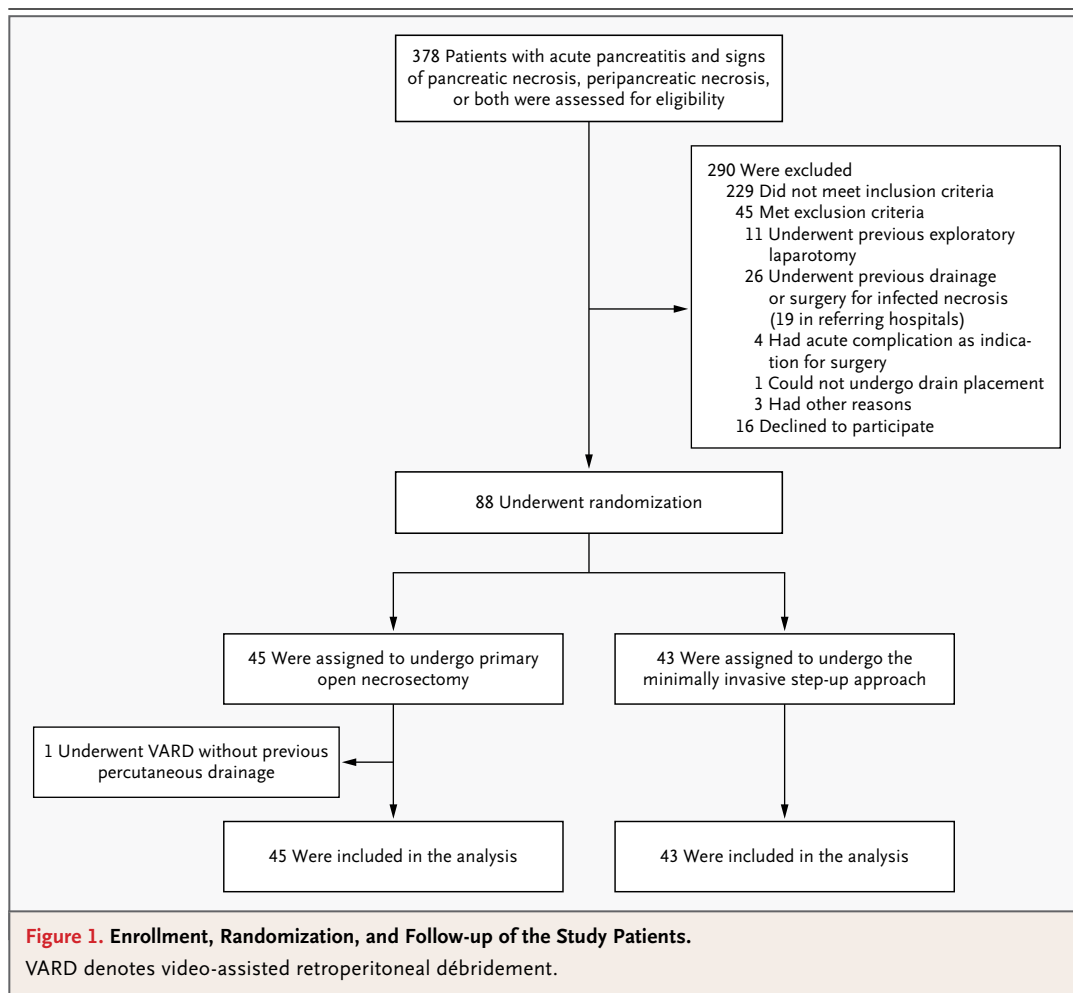 378 Patients with acute pancreatitis and signs
of pancreatic necrosis, peripancreatic necrosis,
or both were assessed for eligibility
290 Were excluded
229 Did not meet inclusion criteria
45 Met exclusion criteria
11 Underwent previous exploratory
laparotomy
26 Underwent previous drainage
or surgery for infected necrosis
(19 in referring hospitals)
4 Had acute complication as indica-
tion for surgery
1 Could not undergo drain placement
3 Had other reasons
16 Declined to participate
88 Underwent randomization
45 Were assigned to undergo primary
open necrosectomy
43 Were assigned to undergo the
minimally invasive step-up approach
1 Underwent VARD without previous
percutaneous drainage
45 Were included in the analysis
43 Were included in the analysis
Figure 1. Enrollment, Randomization, and Follow-up of the Study Patients.
VARD denotes video-assisted retroperitoneal débridement.